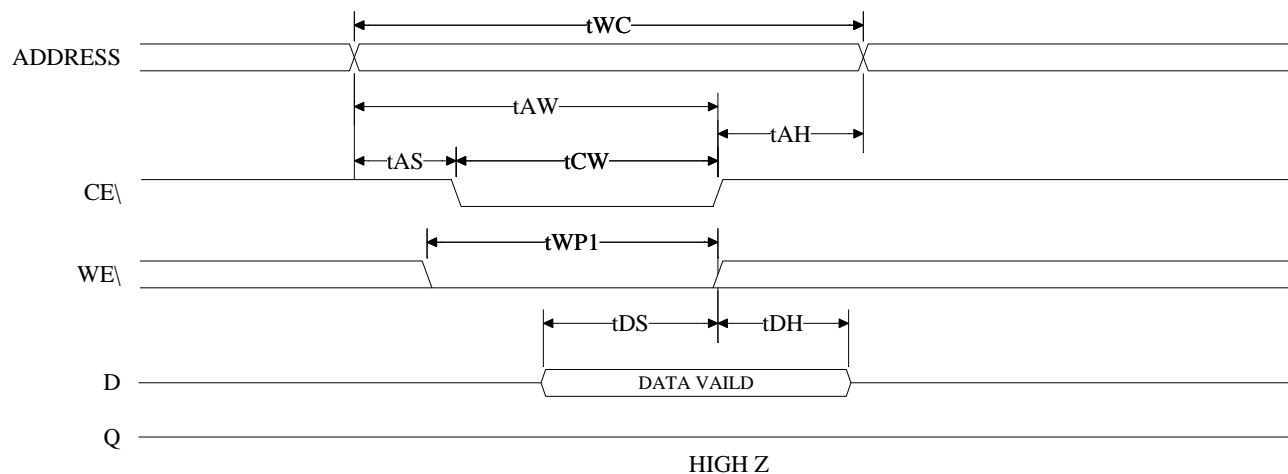 tWC
ADDRESS
tAW
tAH
tAS
tCW
CE\
tWP1
WE\
tDS
tDH
D
DATA VAILD
Q
HIGH Z